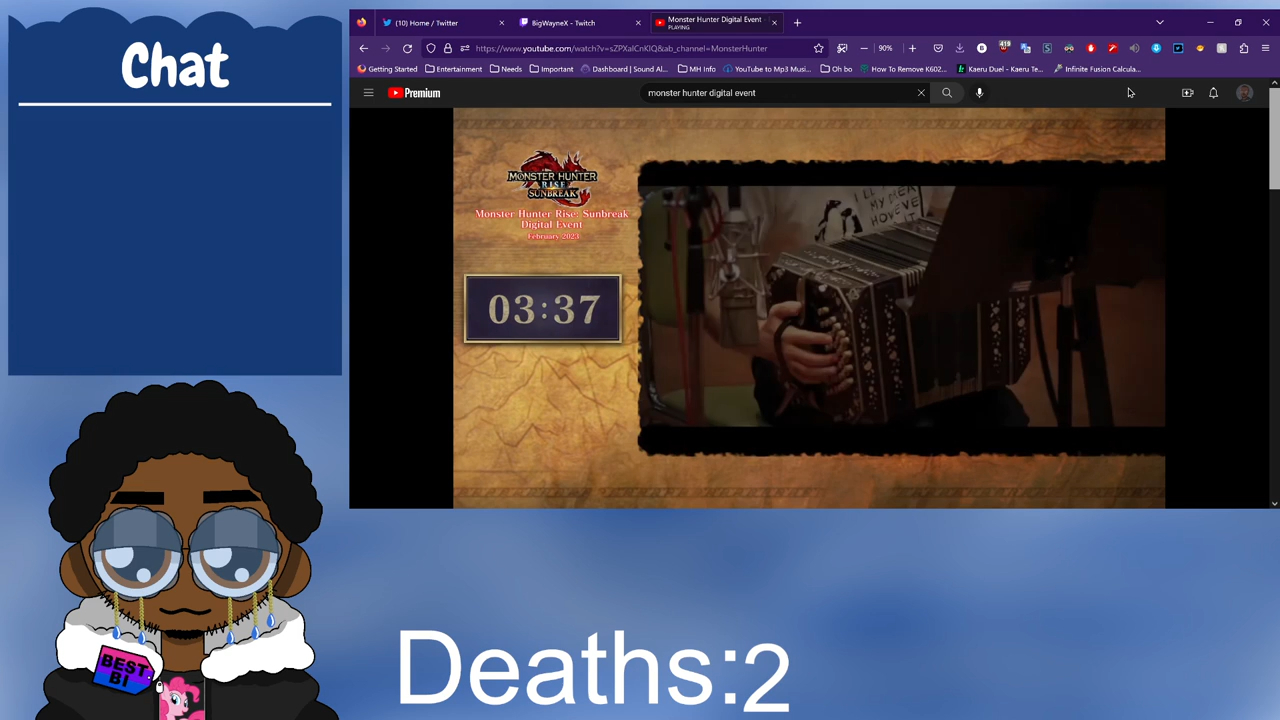 Chat
(10) Home / Twitter
BigWayneX - Twitch
Monster Hunter Digital Event
PLAYING
https://www.youtube.com/watch?v=sZPXalCnKlQ&ab_channel=MonsterHunter
90%
419
Getting Started
Entertainment
Needs
Important
Dashboard | Sound Al...
MH Info
YouTube to Mp3 Musi...
Oh bo
How To Remove K602...
Kaeru Duel - Kaeru Te...
Infinite Fusion Calcula...
Premium
monster hunter digital event
MONSTER HUNTER
RISE
SUNBREAK
Monster Hunter Rise: Sunbreak
Digital Event
February 2023
03:37
MY
HOWEVE
BEST
BI
Deaths:2